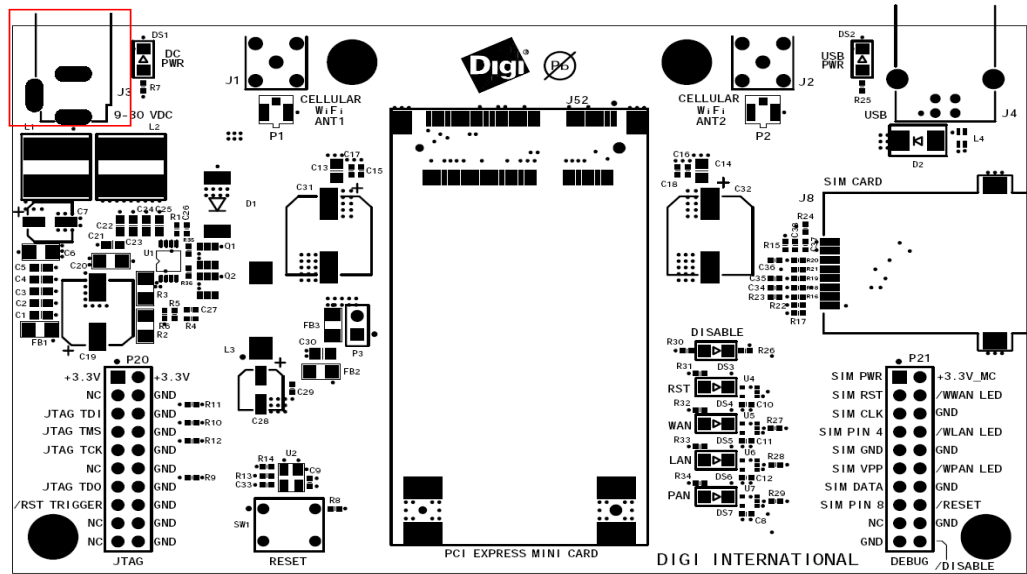 DS1
DC
PWR
R7
J3
9-30 VDC
J1
CELLULAR
WiFi
ANT1
P1
Digi
®
Pb
J52
J2
CELLULAR
WiFi
ANT2
P2
DS2
USB
PWR
R25
USB
J4
D2
L4
L1
L2
C17
C13
C15
C31
D1
C16
C14
C18
C32
SIM CARD
J8
R24
C38
C37
R15
C36
R20
R21
C35
R19
C34
R18
R23
R16
R22
R17
C7
C24
C25
C22
R1
C26
C21
C23
R35
Q1
C6
U1
C20
Q2
R36
C5
C4
C3
C2
C1
R3
R5
C27
R6
R4
R2
FB1
C19
FB3
C30
P3
FB2
L3
C29
C28
P20
+3.3V +3.3V
NC GND
JTAG TDI GND R11
JTAG TMS GND R10
JTAG TCK GND R12
NC GND
JTAG TDO GND R9
/RST TRIGGER GND
NC GND
NC GND
JTAG
R14
U2
R13
C9
C33
R8
SW1
RESET
PCI EXPRESS MINI CARD
DISABLE
R30 R26
DS3
R31
U4
RST
DS4 C10
R32
U5
WAN R27
DS5 C11
R33
U6
LAN R28
DS6 C12
R34
U7
PAN R29
DS7 C8
DIGI INTERNATIONAL
P21
SIM PWR +3.3V_MC
SIM RST /WWAN LED
SIM CLK GND
SIM PIN 4 /WLAN LED
SIM GND GND
SIM VPP /WPAN LED
SIM DATA GND
SIM PIN 8 /RESET
NC GND
GND
/DISABLE
DEBUG